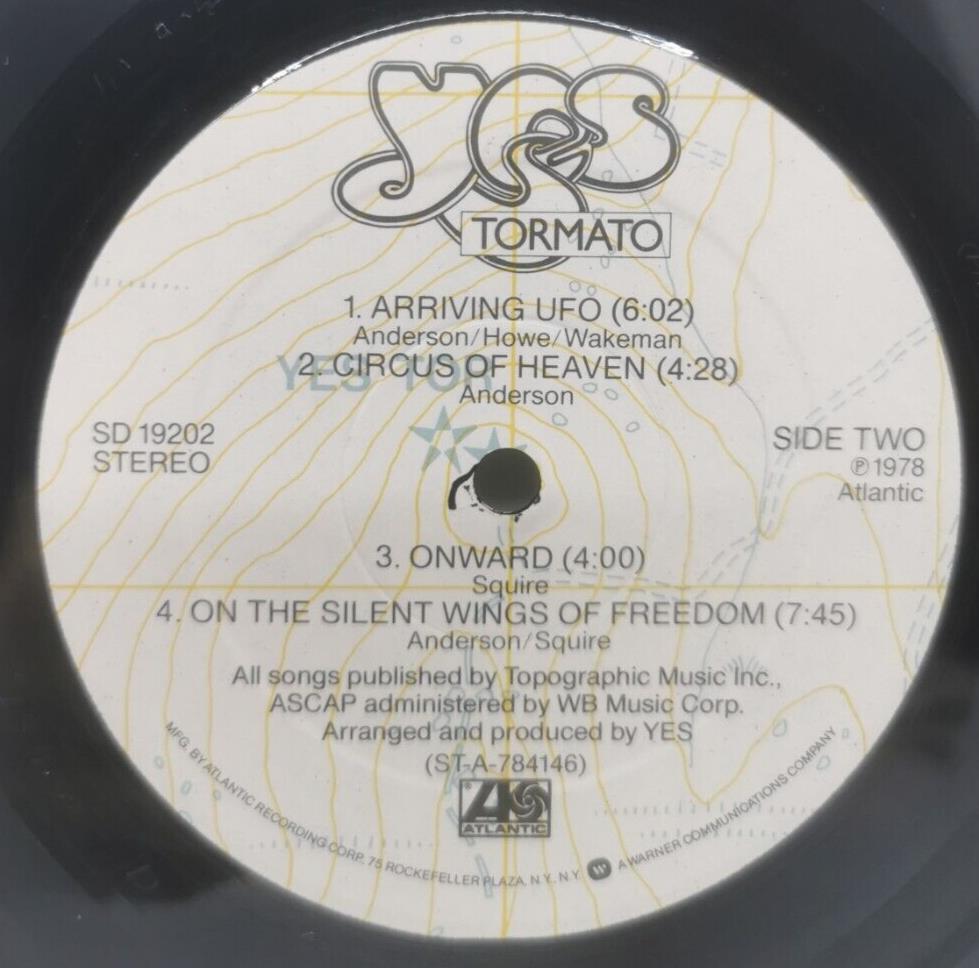 YES
TORMATO
1. ARRIVING UFO (6:02)
Anderson/Howe/Wakeman
YES TOR
2. CIRCUS OF HEAVEN (4:28)
Anderson
SD 19202
STEREO
SIDE TWO
℗1978
Atlantic
3. ONWARD (4:00)
Squire
4. ON THE SILENT WINGS OF FREEDOM (7:45)
Anderson/Squire
All songs published by Topographic Music Inc.,
ASCAP administered by WB Music Corp.
Arranged and produced by YES
(ST-A-784146)
ATLANTIC
MFG. BY ATLANTIC RECORDING CORP. 75 ROCKEFELLER PLAZA, N.Y. N.Y. A WARNER COMMUNICATIONS COMPANY